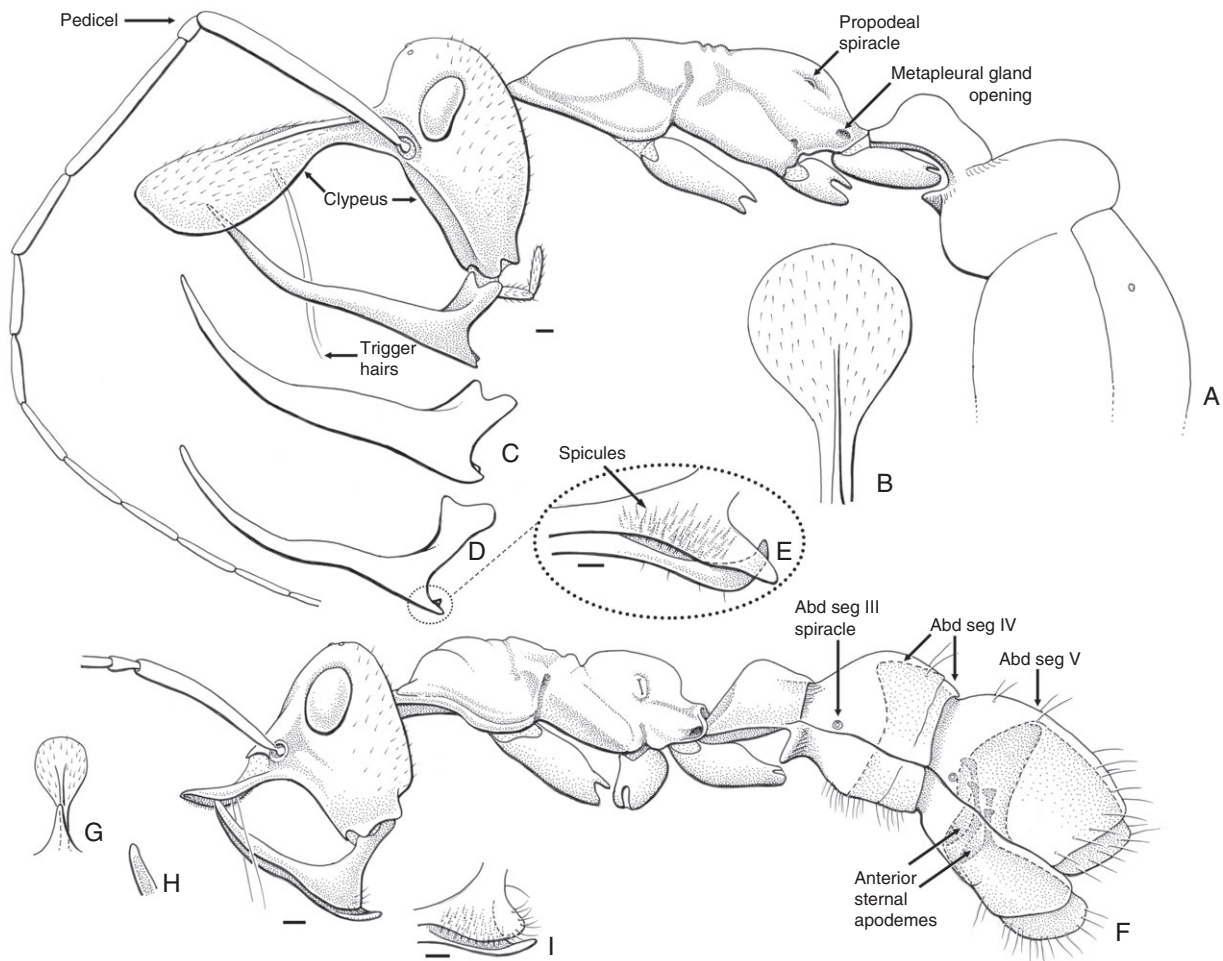 Pedicel
Propodeal
spiracle
Metapleural gland
opening
Clypeus
Trigger
hairs
A
B
C
Spicules
D
E
Abd seg III
spiracle
Abd seg IV
Abd seg V
G
H
Anterior
sternal
apodemes
I
F